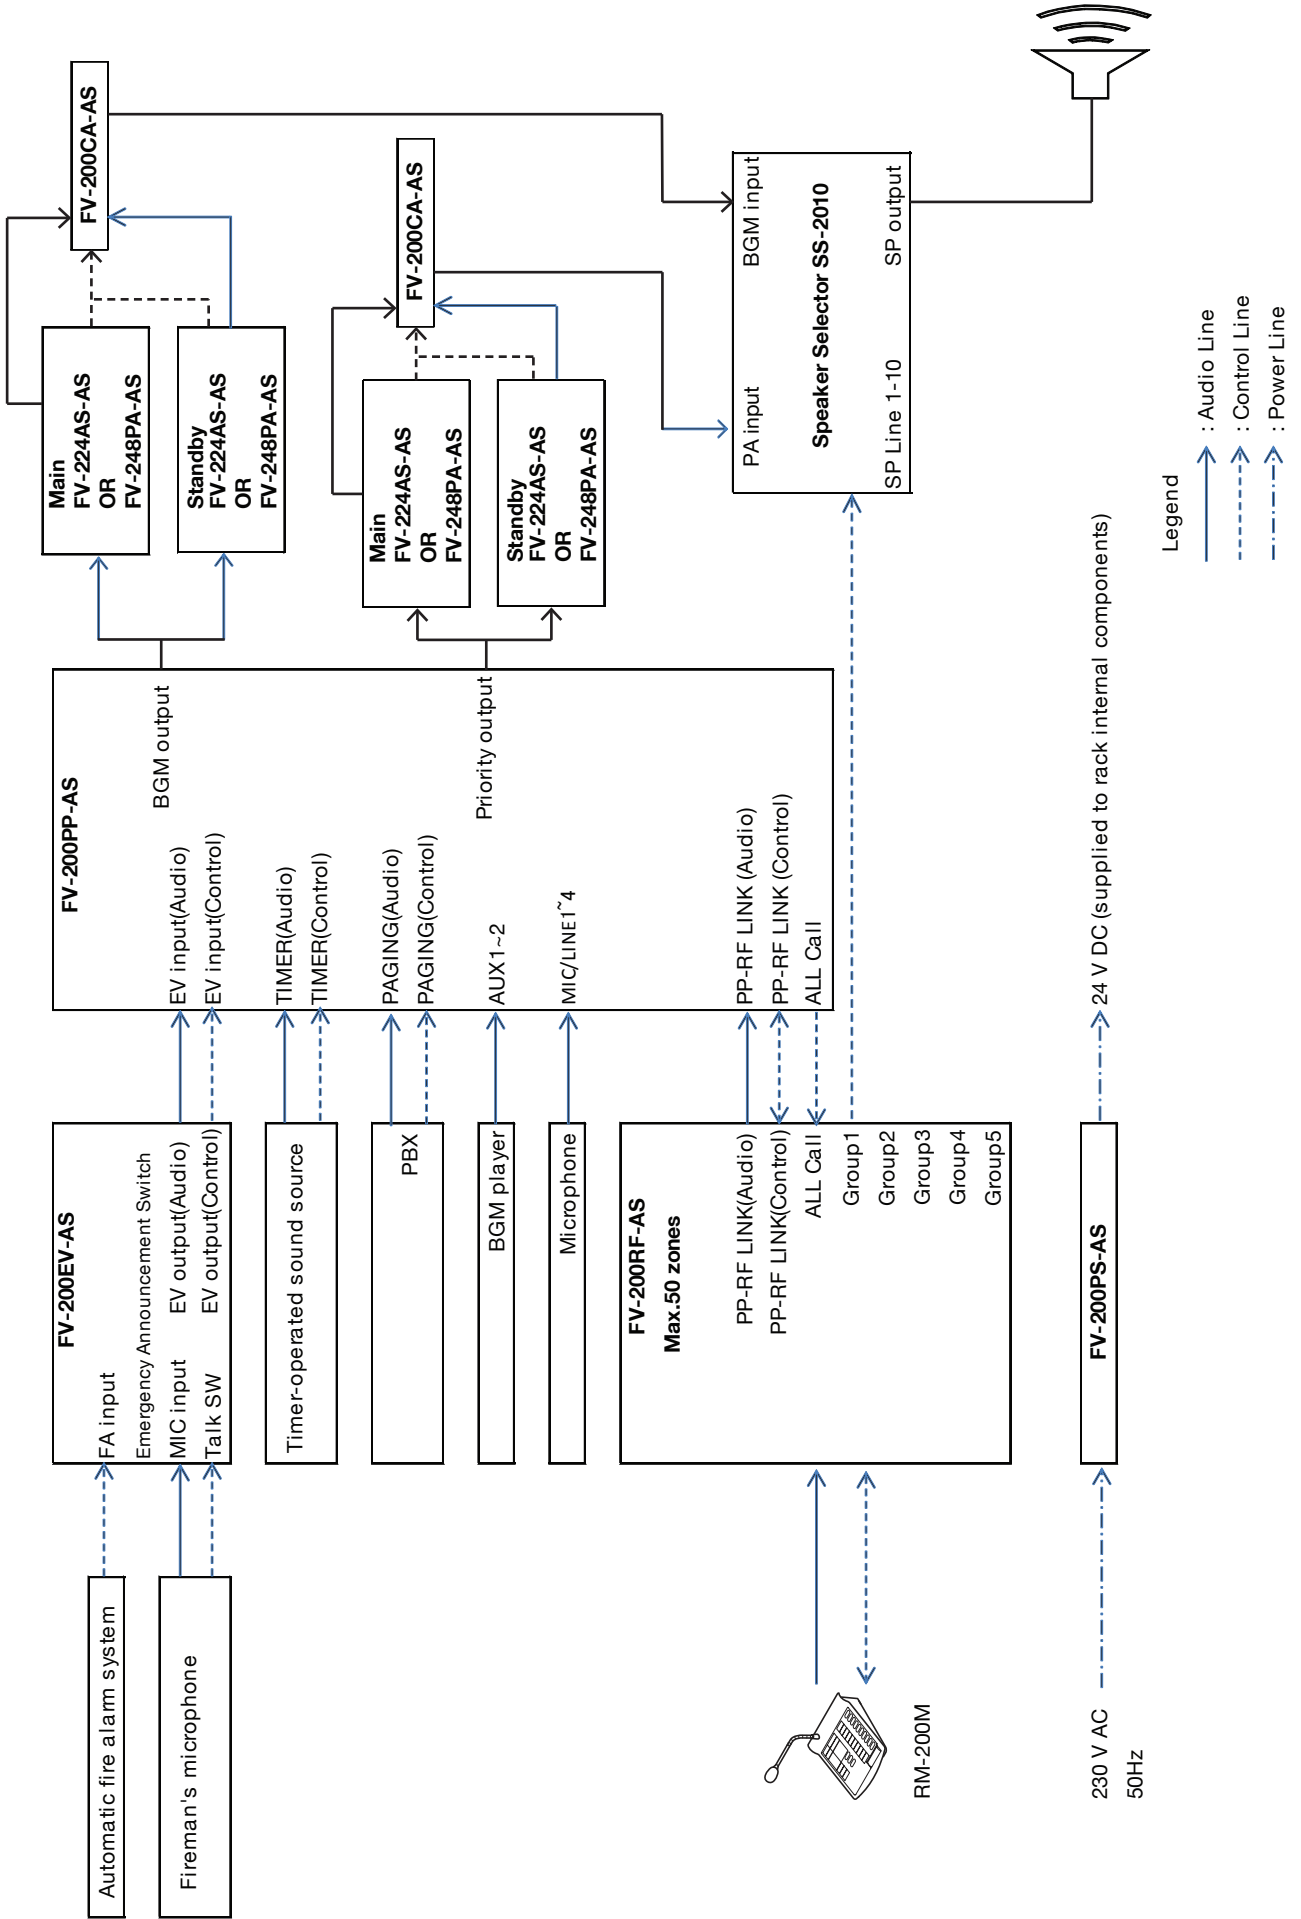 Automatic fire alarm system
Fireman's microphone
FV-200EV-AS
FA input
Emergency Announcement Switch
MIC input EV output(Audio)
Talk SW EV output(Control)
Timer-operated sound source
PBX
BGM player
Microphone
FV-200RF-AS
Max.50 zones
PP-RF LINK(Audio)
PP-RF LINK(Control)
ALL Call
Group1
Group2
Group3
Group4
Group5
RM-200M
230 V AC
50Hz
FV-200PS-AS
24 V DC (supplied to rack internal components)
FV-200PP-AS
BGM output
EV input(Audio)
EV input(Control)
TIMER(Audio)
TIMER(Control)
PAGING(Audio)
PAGING(Control)
Priority output
AUX1~2
MIC/LINE1~4
PP-RF LINK (Audio)
PP-RF LINK (Control)
ALL Call
Main
FV-224AS-AS
OR
FV-248PA-AS
Standby
FV-224AS-AS
OR
FV-248PA-AS
FV-200CA-AS
Main
FV-224AS-AS
OR
FV-248PA-AS
Standby
FV-224AS-AS
OR
FV-248PA-AS
FV-200CA-AS
PA input BGM input
Speaker Selector SS-2010
SP Line 1-10 SP output
Legend
: Audio Line
: Control Line
: Power Line